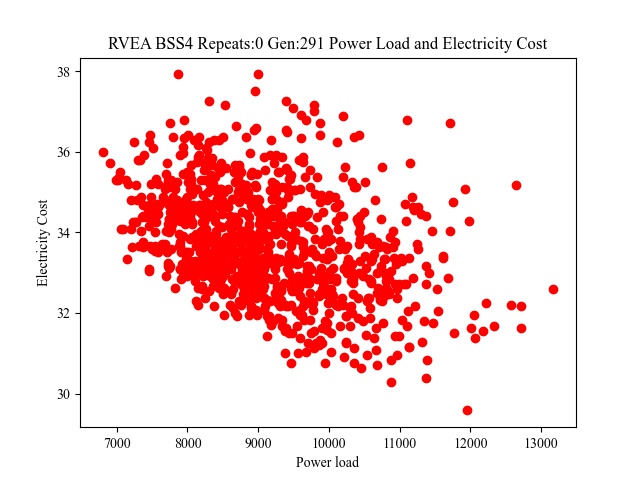 RVEA BSS4 Repeats:0 Gen:291 Power Load and Electricity Cost
38
36
34
32
30
Electricity Cost
7000 8000 9000 10000 11000 12000 13000
Power load